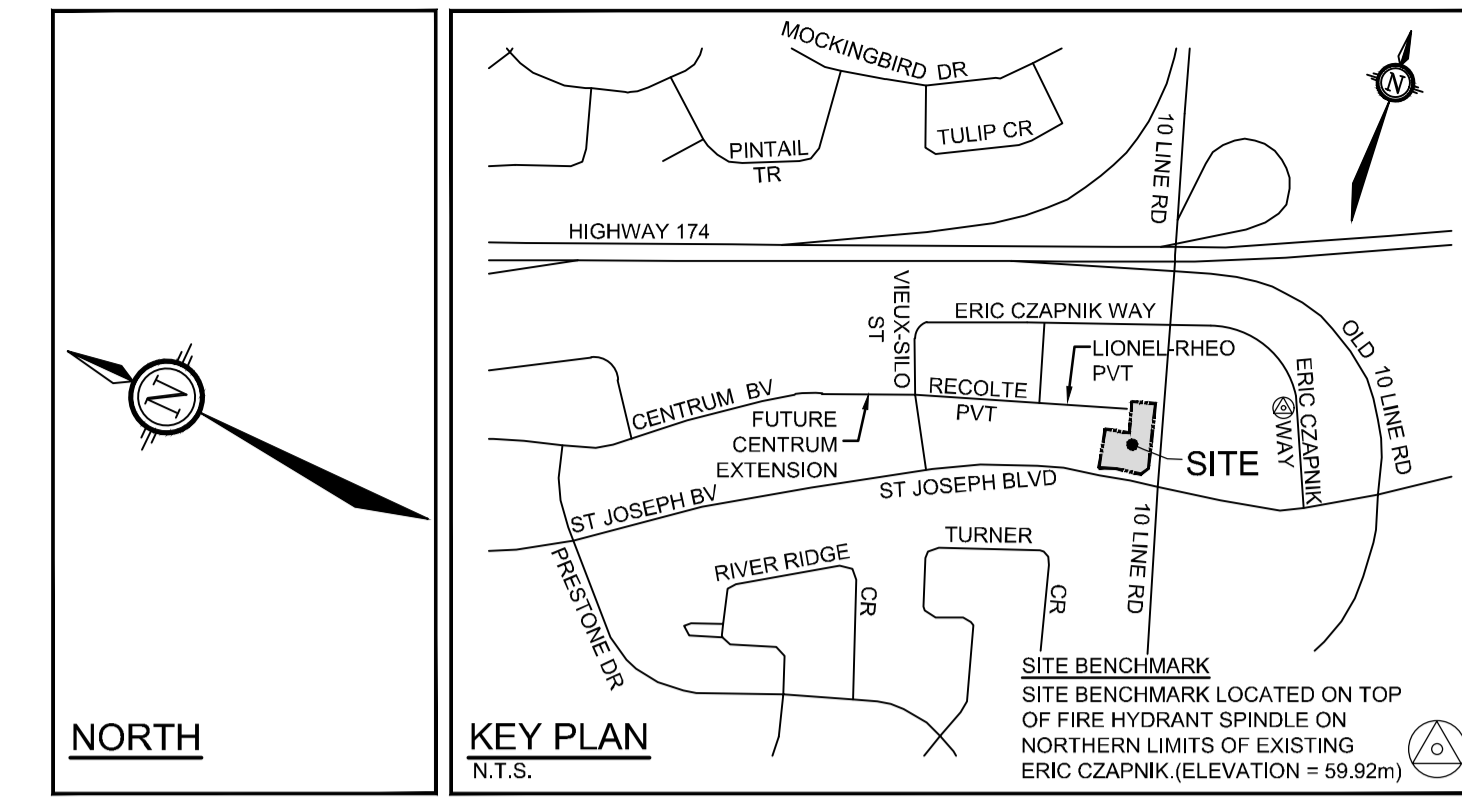 N
NORTH
MOCKINGBIRD DR
TULIP CR
PINTAIL
TR
10 LINE RD
N
HIGHWAY 174
VIEUX-SILO
ST
ERIC CZAPNIK WAY
LIONEL-RHEO
PVT
OLD 10 LINE RD
CENTRUM BV
RECOLTE
PVT
FUTURE
CENTRUM
EXTENSION
ERIC CZAPNIK
WAY
SITE
ST JOSEPH BV
ST JOSEPH BLVD
10 LINE RD
PRESTONE DR
RIVER RIDGE
CR
TURNER
CR
SITE BENCHMARK
SITE BENCHMARK LOCATED ON TOP
OF FIRE HYDRANT SPINDLE ON
NORTHERN LIMITS OF EXISTING
ERIC CZAPNIK.(ELEVATION = 59.92m)
KEY PLAN
N.T.S.